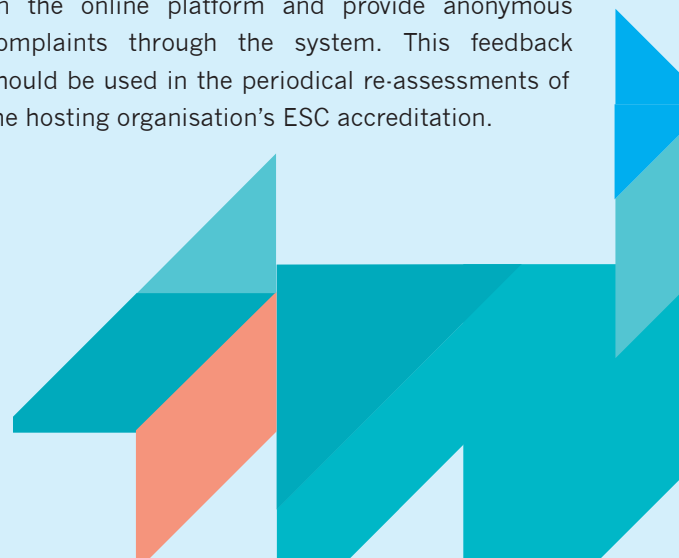 the online platform and provide anonymous
omplaints through the system. This feedback
hould be used in the periodical re-assessments of
he hosting organisation's ESC accreditation.